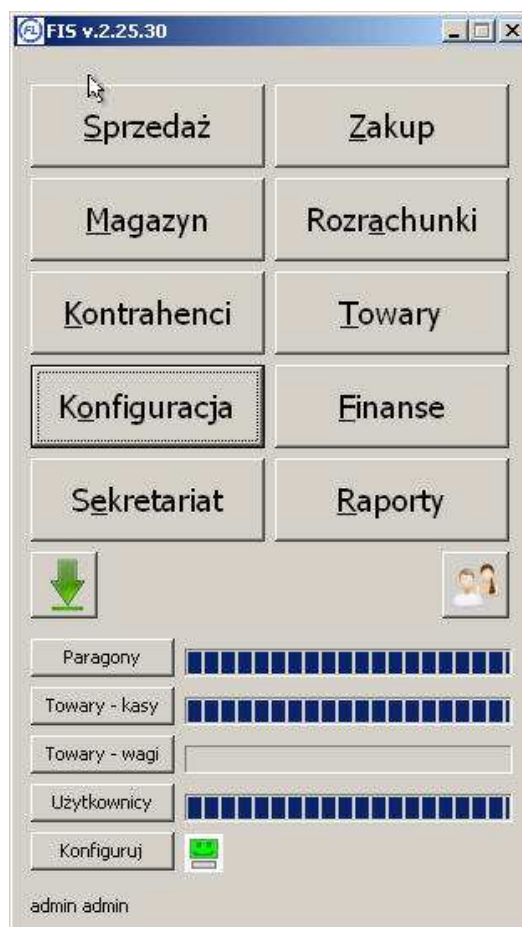 FL FIS v.2.25.30
Sprzedaż Zakup
Magazyn Rozrachunki
Kontrahenci Towary
Konfiguracja Finanse
Sekretariat Raporty
Paragony
Towary - kasy
Towary - wagi
Użytkownicy
Konfiguruj
admin admin